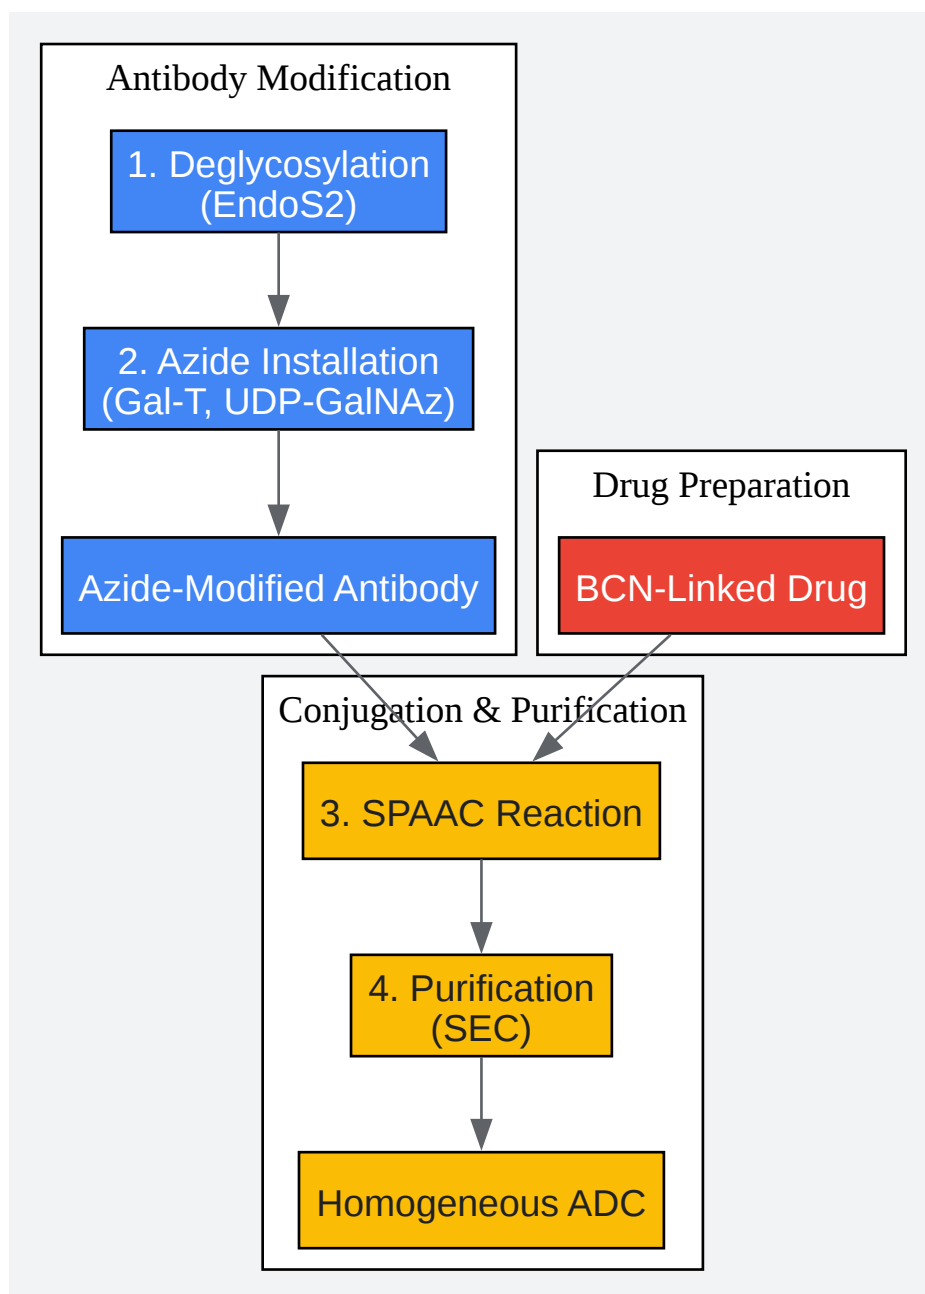 Antibody Modification
1. Deglycosylation
(EndoS2)
2. Azide Installation
(Gal-T, UDP-GalNAz)
Azide-Modified Antibody
Drug Preparation
BCN-Linked Drug
Conjugation & Purification
3. SPAAC Reaction
4. Purification
(SEC)
Homogeneous ADC